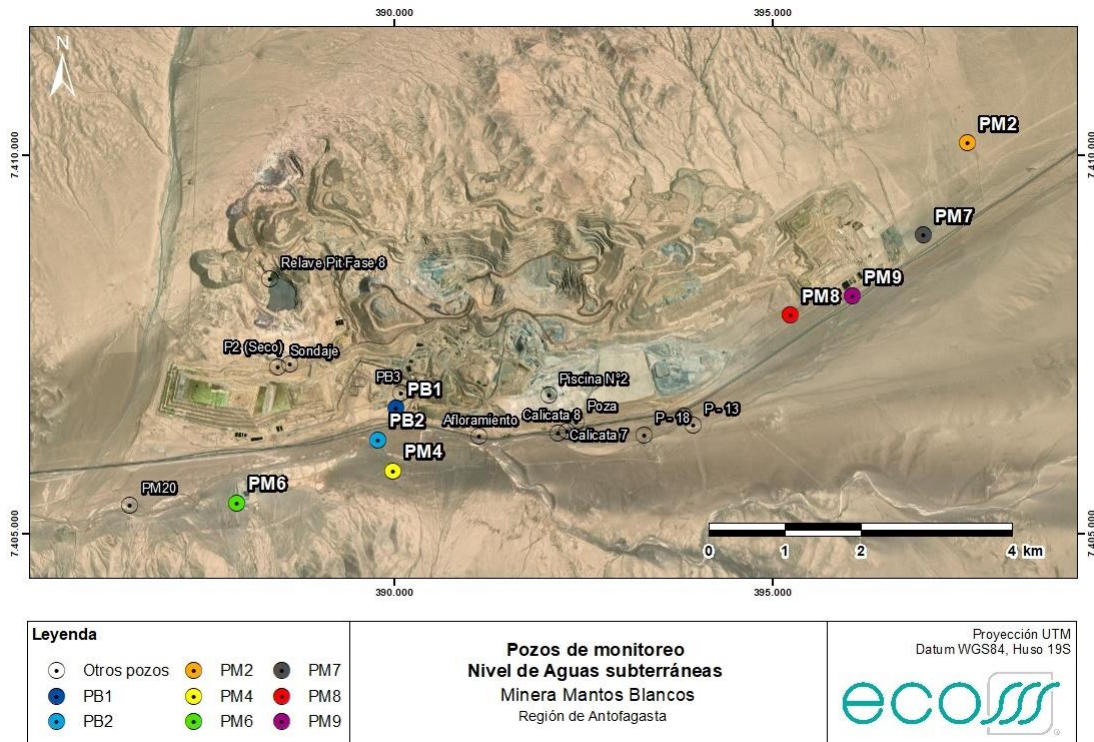 390.000
395.000
N
PM2
7.410.000
7.410.000
PM7
Relave Pit Fase 8
PM9
PM8
P2 (Seco)
Sondaje
PB3
PB1
Piscina N°2
PB2
Afloramiento
Calicata 8
Poza
P - 18
P - 13
Calicata 7
PM4
PM20
PM6
7.405.000
7.405.000
0 1 2 4 km
390.000
395.000
Leyenda
Otros pozos
PM2
PM7
PB1
PM4
PM8
PB2
PM6
PM9
Pozos de monitoreo
Nivel de Aguas subterráneas
Minera Mantos Blancos
Región de Antofagasta
Proyección UTM
Datum WGS84, Huso 19S
ecosss